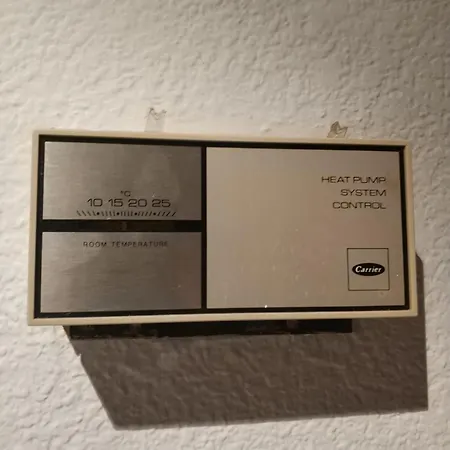 °C
10 15 20 25
ROOM TEMPERATURE
HEAT PUMP
SYSTEM
CONTROL
Carrier